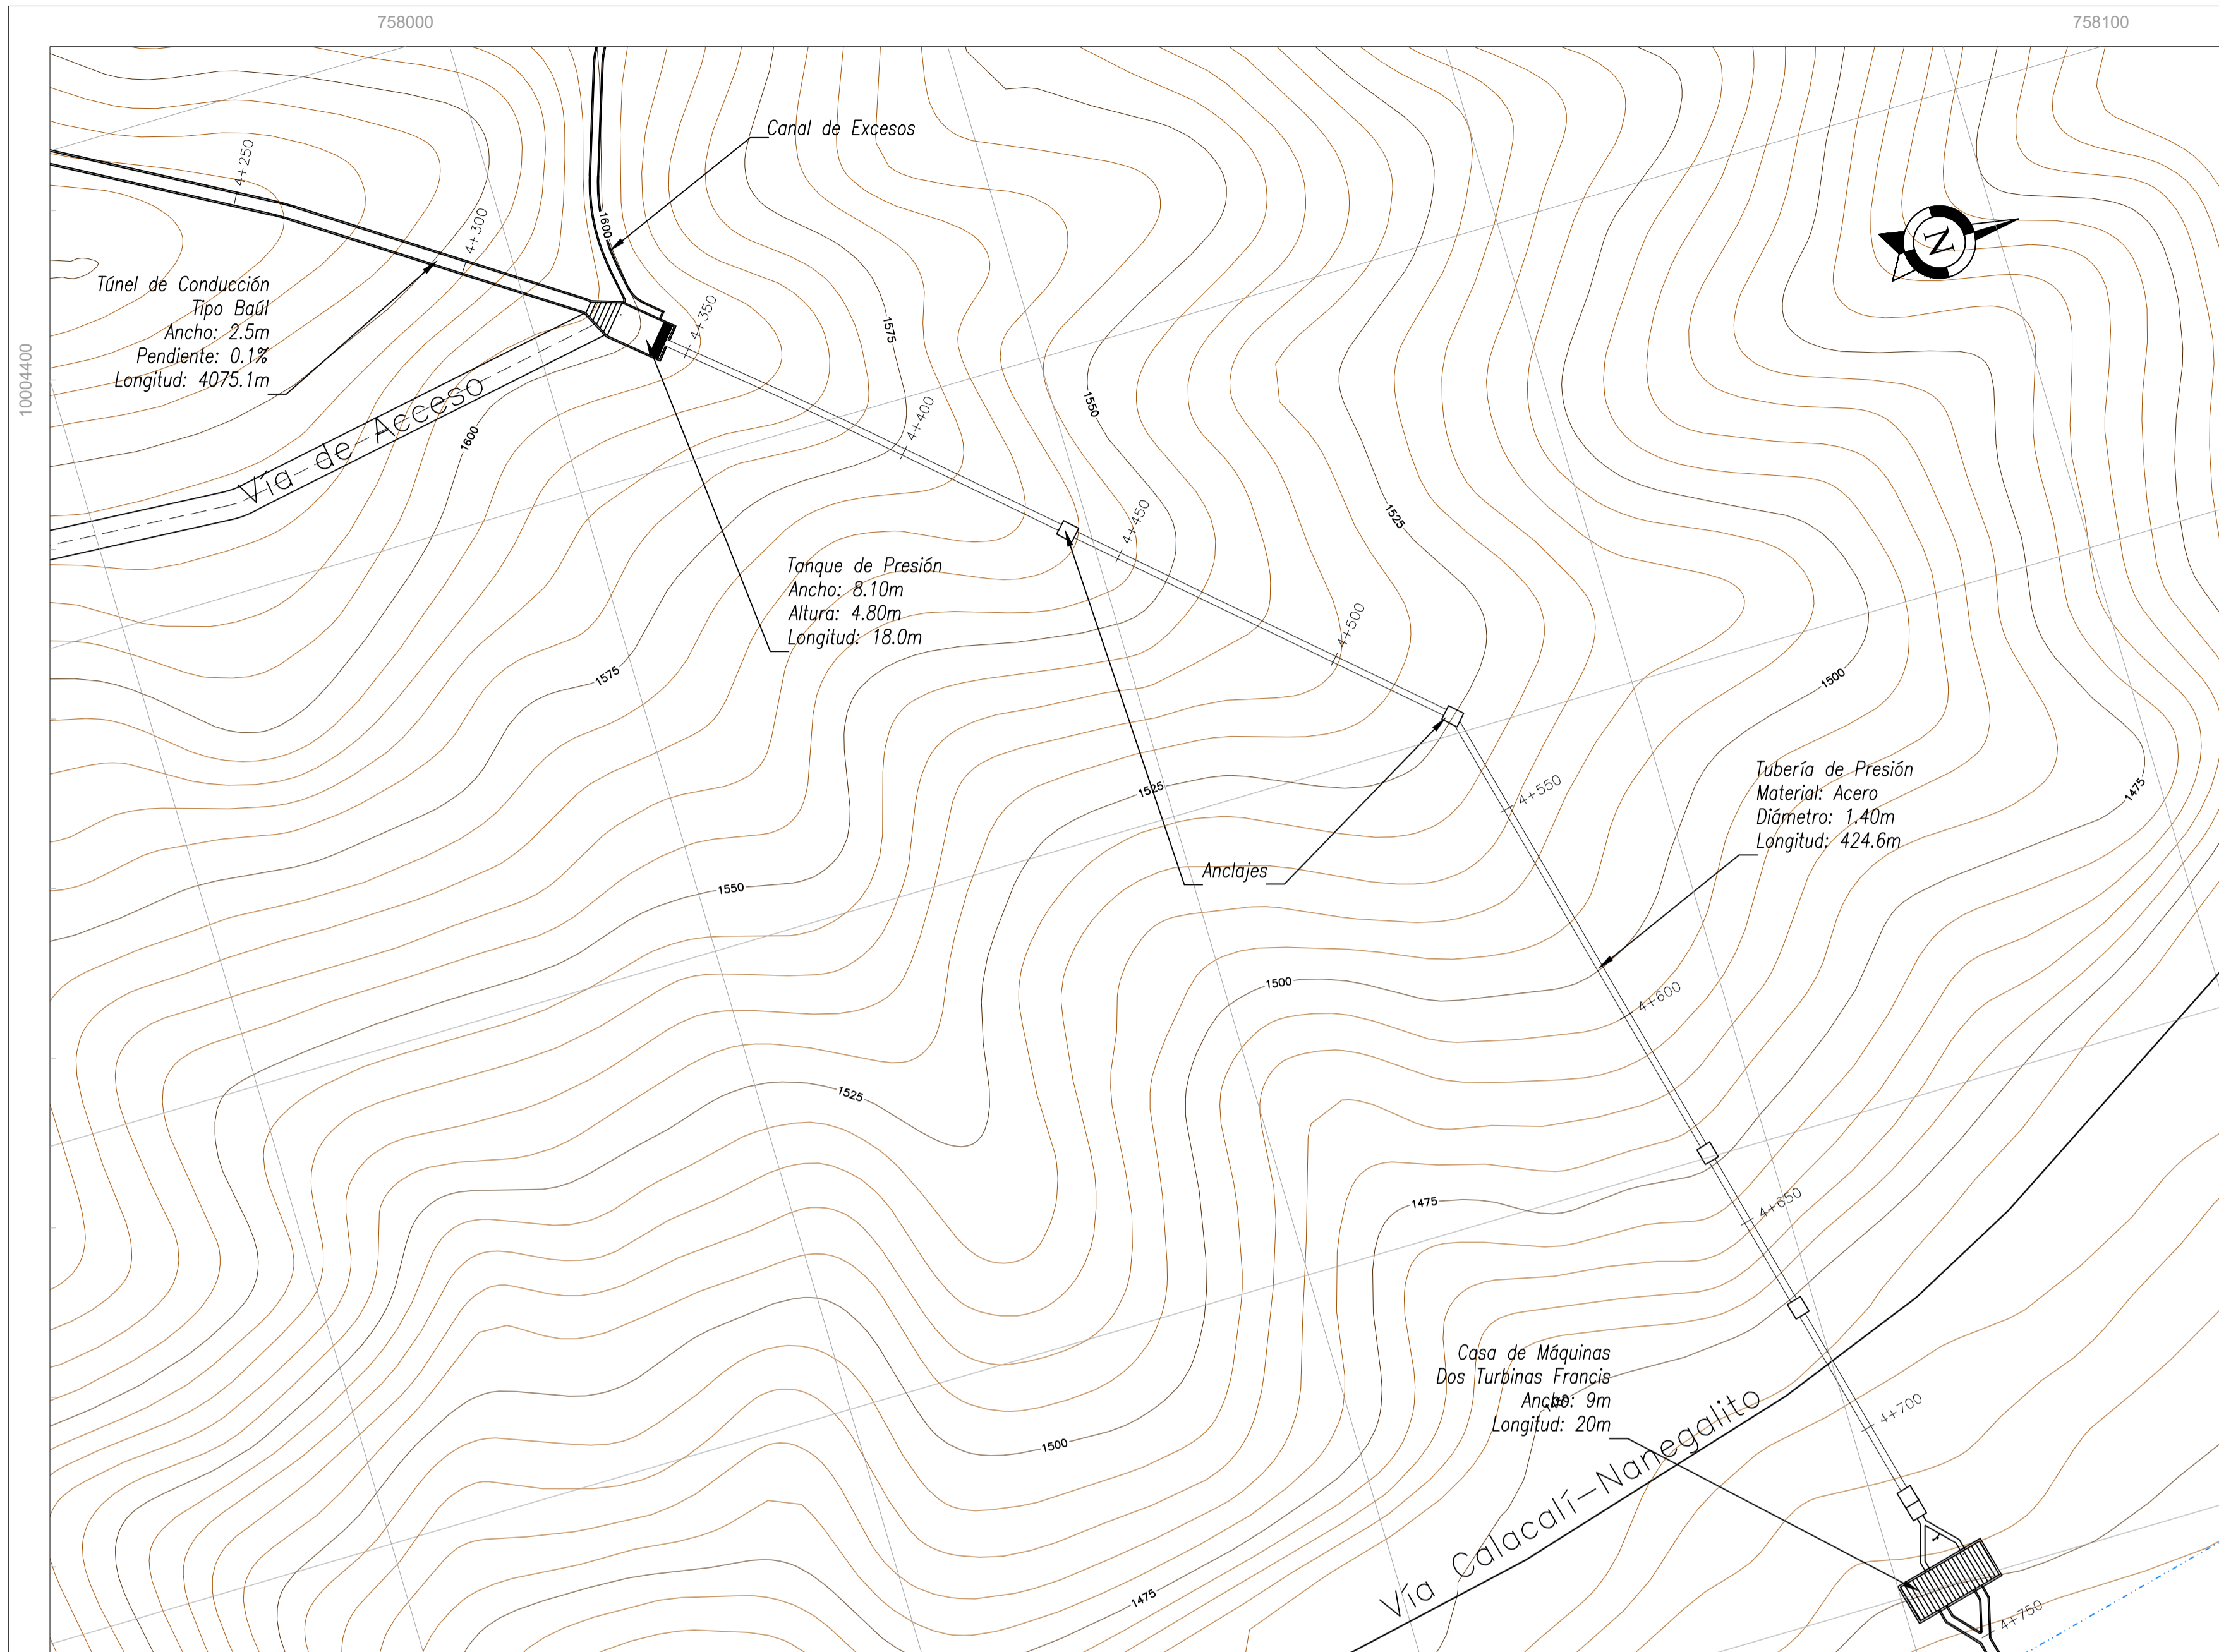 758000
758100
10004400
Canal de Excesos
4+250
4+300
1600
N
Túnel de Conducción
Tipo Baúl
Ancho: 2.5m
Pendiente: 0.1%
Longitud: 4075.1m
4+350
1575
Vía de Acceso
1600
4+400
1550
4+450
1525
Tanque de Presión
Ancho: 8.10m
Altura: 4.80m
Longitud: 18.0m
4+500
1575
1500
Tubería de Presión
Material: Acero
Diámetro: 1.40m
Longitud: 424.6m
4+550
1525
1475
Anclajes
1550
1500
4+600
1525
1475
4+650
Casa de Máquinas
Dos Turbinas Francis
Ancho: 9m
Longitud: 20m
4+700
1500
Vía Calacalí-Nanegalito
1475
4+750